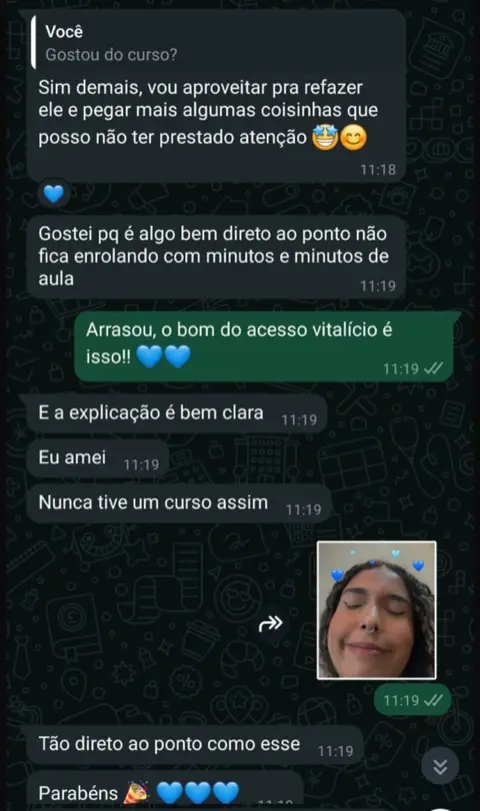 Você
Gostou do curso?
Sim demais, vou aproveitar pra refazer
ele e pegar mais algumas coisinhas que
posso não ter prestado atenção 🤩😊
11:18
💙
Gostei pq é algo bem direto ao ponto não
fica enrolando com minutos e minutos de
aula
11:19
Arrasou, o bom do acesso vitalício é
isso!! 💙💙
11:19
E a explicação é bem clara 11:19
Eu amei 11:19
Nunca tive um curso assim 11:19
11:19
Tão direto ao ponto como esse 11:19
Parabéns 🎉 💙💙💙 11:19